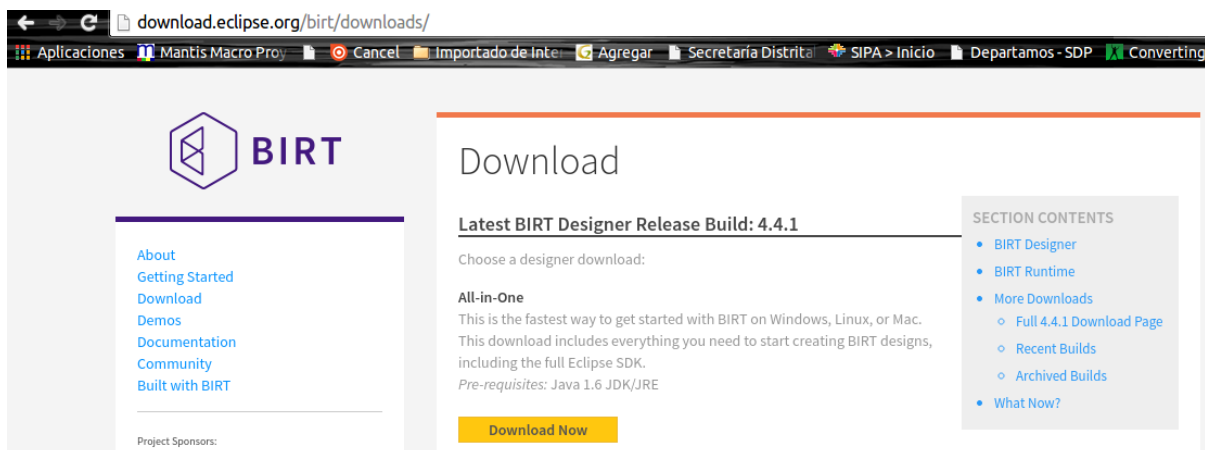 download.eclipse.org/birt/downloads/
Aplicaciones Mantis Macro Proy Cancel Importado de Inte Agregar Secretaría Distrita SIPA > Inicio Departamos - SDP Converting
BIRT
About
Getting Started
Download
Demos
Documentation
Community
Built with BIRT
Project Sponsors:
Download
Latest BIRT Designer Release Build: 4.4.1
Choose a designer download:
All-in-One
This is the fastest way to get started with BIRT on Windows, Linux, or Mac.
This download includes everything you need to start creating BIRT designs,
including the full Eclipse SDK.
Pre-requisites: Java 1.6 JDK/JRE
Download Now
SECTION CONTENTS
BIRT Designer
BIRT Runtime
More Downloads
Full 4.4.1 Download Page
Recent Builds
Archived Builds
What Now?